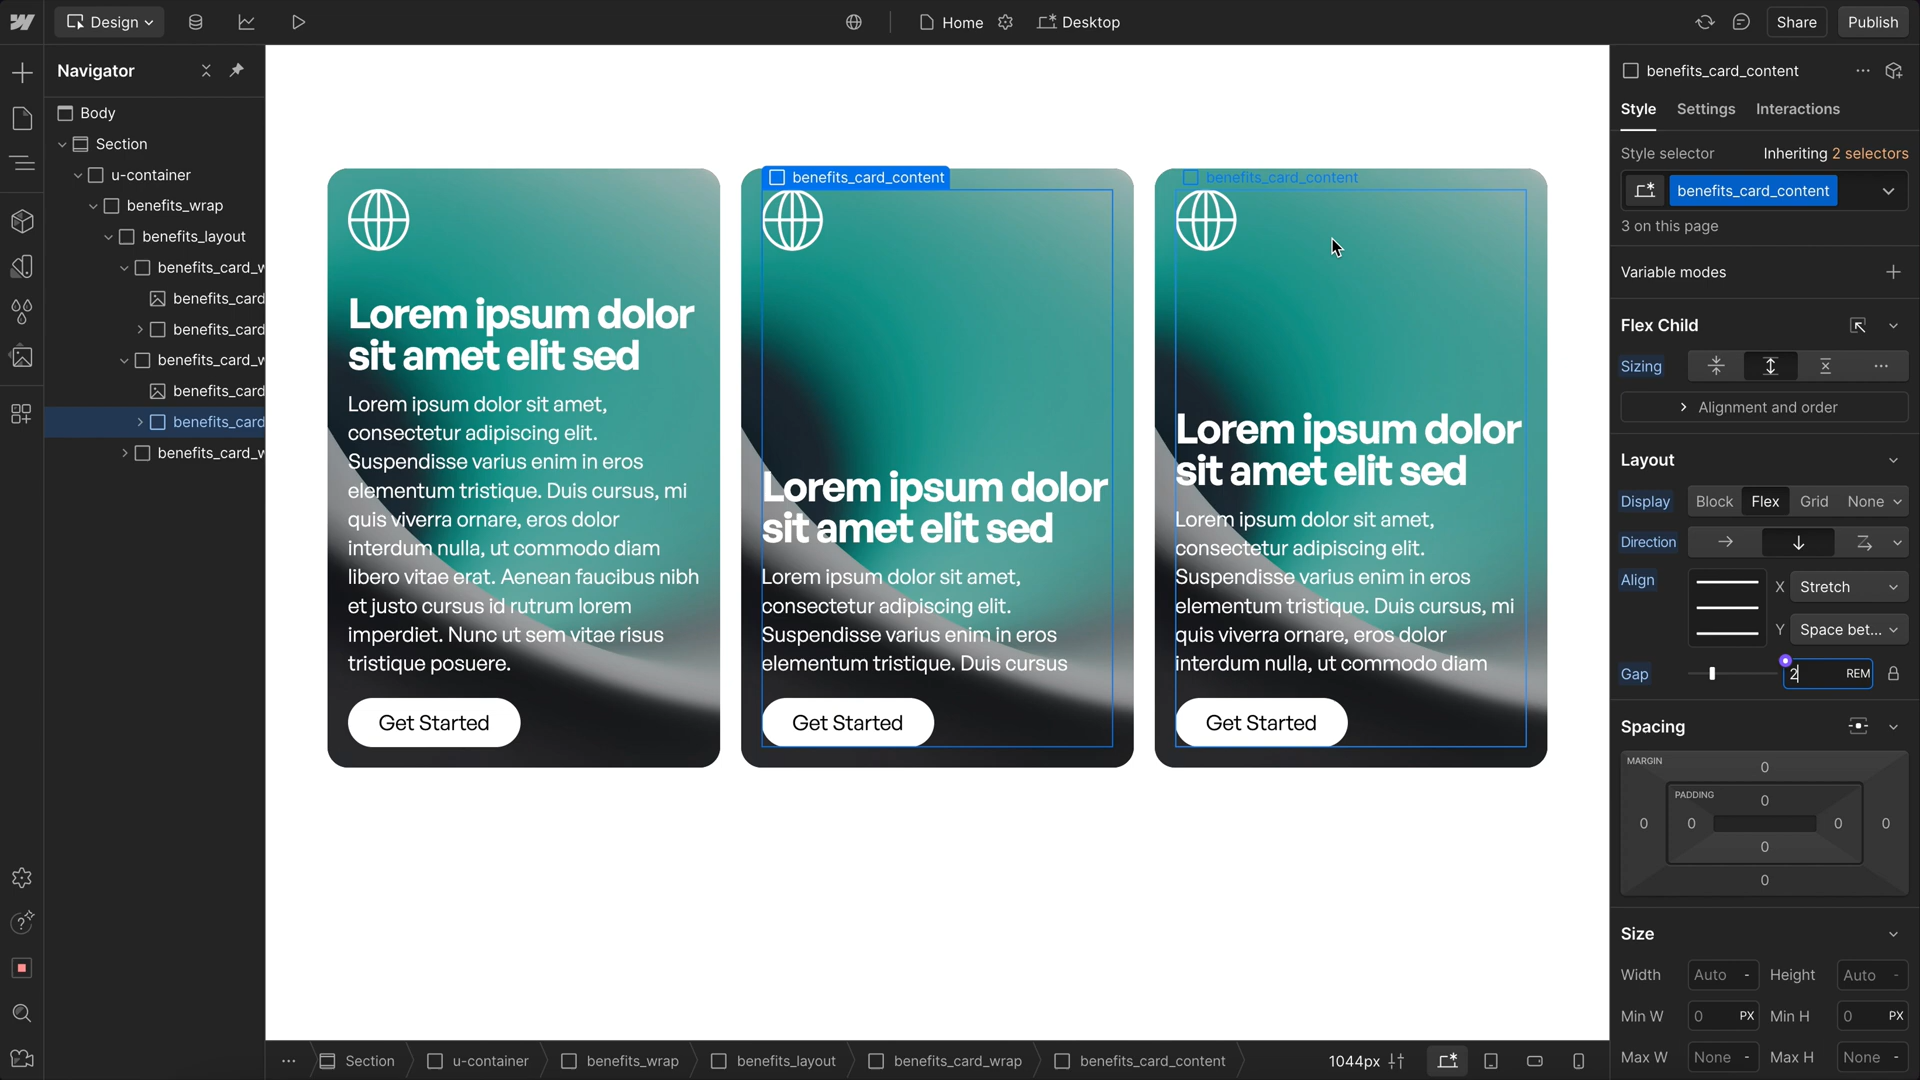 Design
Home
Desktop
Share
Publish
Navigator
Body
Section
u-container
benefits_wrap
benefits_layout
benefits_card_w
benefits_card
benefits_card
benefits_card_w
benefits_card
benefits_card
benefits_card_w
Lorem ipsum dolor
sit amet elit sed
Lorem ipsum dolor sit amet,
consectetur adipiscing elit.
Suspendisse varius enim in eros
elementum tristique. Duis cursus, mi
quis viverra ornare, eros dolor
interdum nulla, ut commodo diam
libero vitae erat. Aenean faucibus nibh
et justo cursus id rutrum lorem
imperdiet. Nunc ut sem vitae risus
tristique posuere.
Get Started
benefits_card_content
Lorem ipsum dolor
sit amet elit sed
Lorem ipsum dolor sit amet,
consectetur adipiscing elit.
Suspendisse varius enim in eros
elementum tristique. Duis cursus
Get Started
benefits_card_content
Lorem ipsum dolor
sit amet elit sed
Lorem ipsum dolor sit amet,
consectetur adipiscing elit.
Suspendisse varius enim in eros
elementum tristique. Duis cursus, mi
quis viverra ornare, eros dolor
interdum nulla, ut commodo diam
Get Started
benefits_card_content
Style Settings Interactions
Style selector Inheriting 2 selectors
benefits_card_content
3 on this page
Variable modes
Flex Child
Sizing
Alignment and order
Layout
Display Block Flex Grid None
Direction
Align X Stretch
Y Space bet...
Gap 2 REM
Spacing
MARGIN 0
PADDING 0
0 0 0 0
0
0
Size
Width Auto - Height Auto -
Min W 0 PX Min H 0 PX
Max W None - Max H None -
... Section u-container benefits_wrap benefits_layout benefits_card_wrap benefits_card_content 1044px